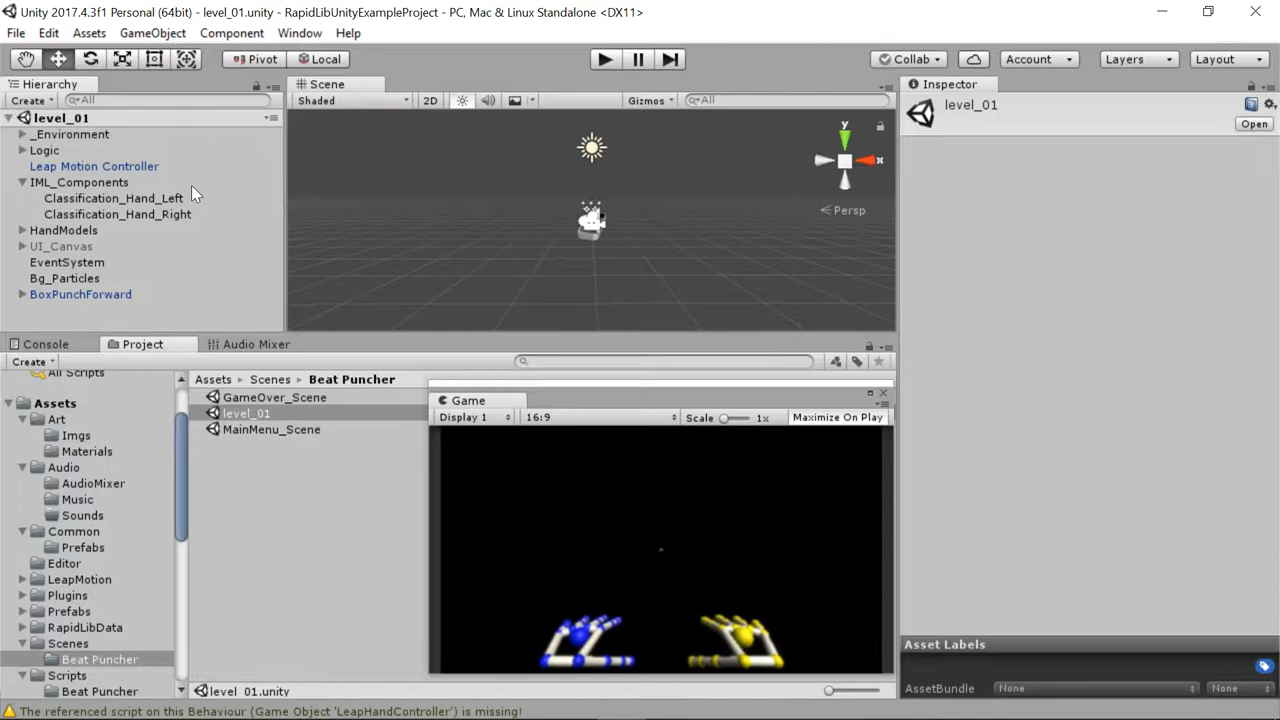 Unity 2017.4.3f1 Personal (64bit) - level_01.unity - RapidLibUnityExampleProject - PC, Mac & Linux Standalone <DX11>
File Edit Assets GameObject Component Window Help
Pivot Local Collab Account Layers Layout
Hierarchy
Create All
level_01
_Environment
Logic
Leap Motion Controller
IML_Components
Classification_Hand_Left
Classification_Hand_Right
HandModels
UI_Canvas
EventSystem
Bg_Particles
BoxPunchForward
Scene
Shaded 2D Gizmos All
y
x
Persp
Inspector
level_01
Open
Console Project Audio Mixer
Create
All Scripts
Assets
Art
Imgs
Materials
Audio
AudioMixer
Music
Sounds
Common
Prefabs
Editor
LeapMotion
Plugins
Prefabs
RapidLibData
Scenes
Beat Puncher
Scripts
Beat Puncher
Assets Scenes Beat Puncher
GameOver_Scene
level_01
MainMenu_Scene
level_01.unity
Game
Display 1 16:9 Scale 1x Maximize On Play
Asset Labels
AssetBundle None None
The referenced script on this Behaviour (Game Object 'LeapHandController') is missing!